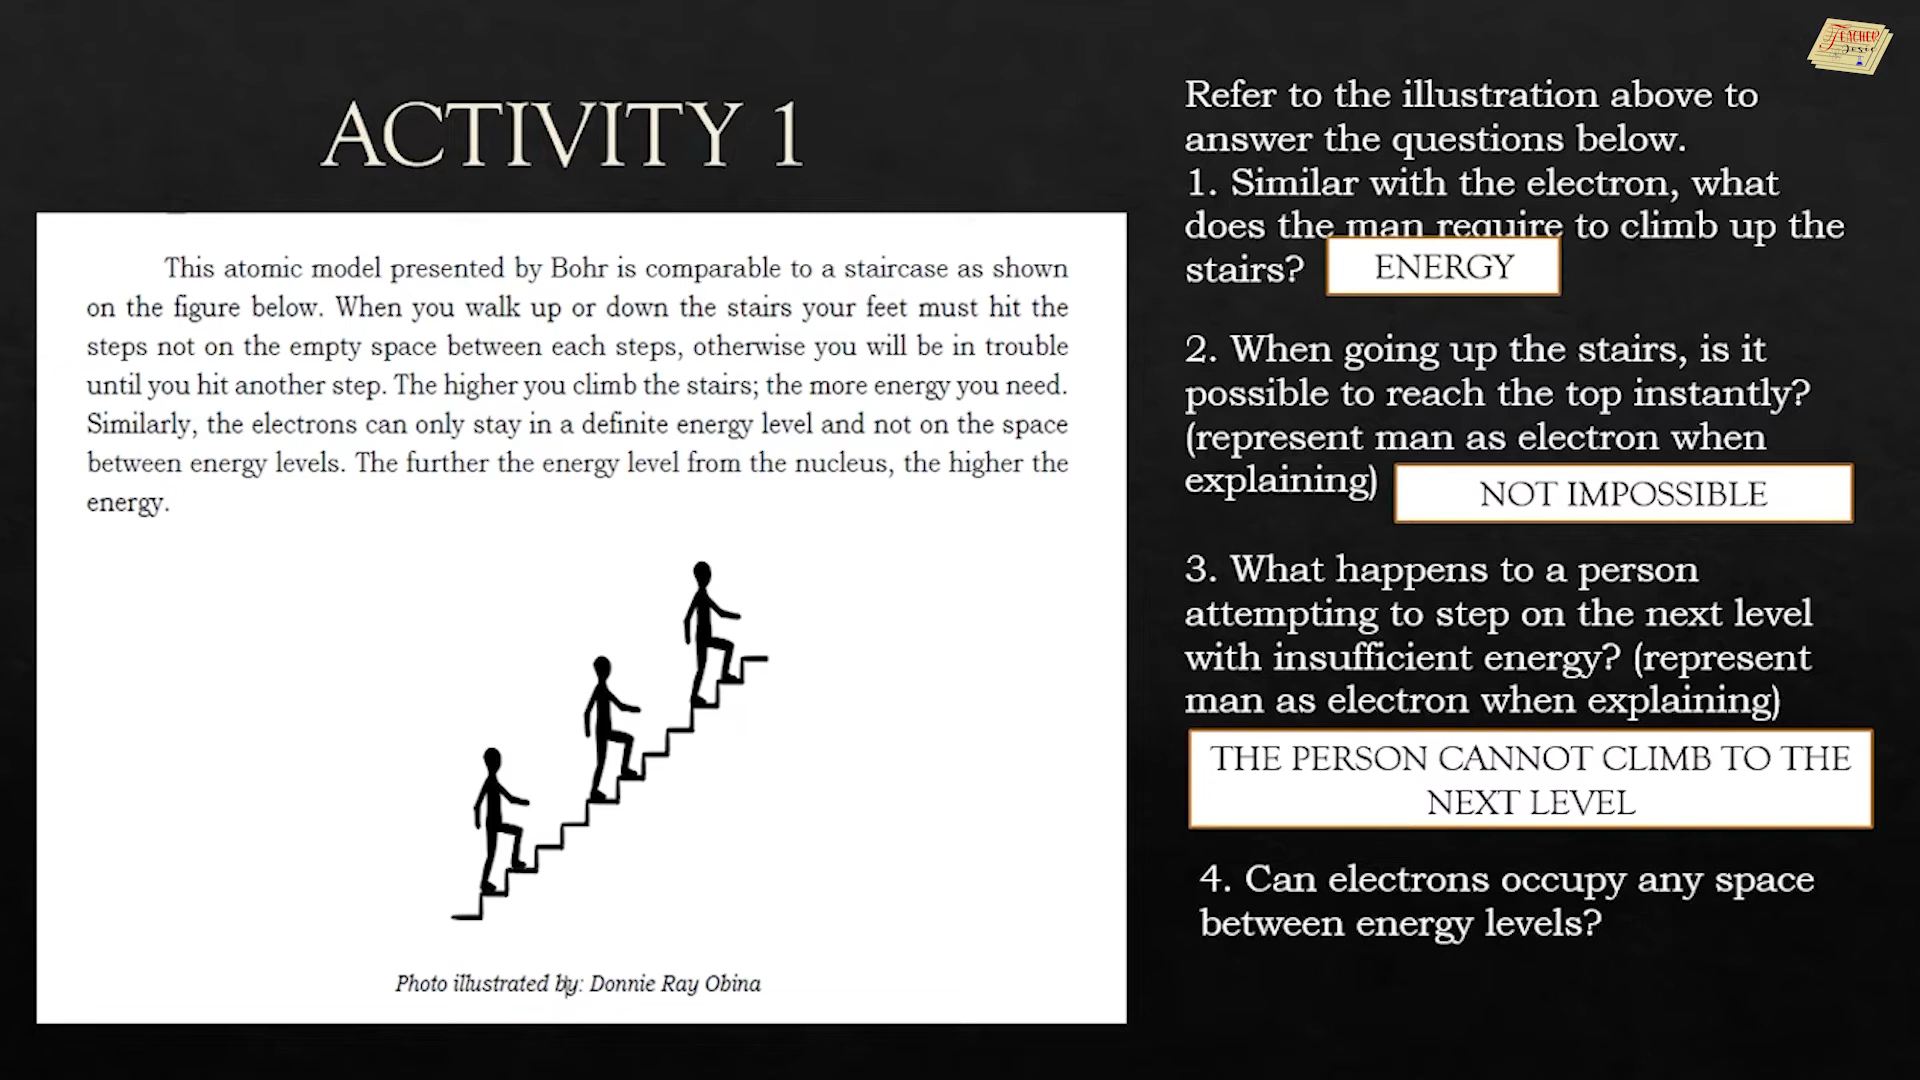 TEACHER
ACTIVITY 1
This atomic model presented by Bohr is comparable to a staircase as shown
on the figure below. When you walk up or down the stairs your feet must hit the
steps not on the empty space between each steps, otherwise you will be in trouble
until you hit another step. The higher you climb the stairs; the more energy you need.
Similarly, the electrons can only stay in a definite energy level and not on the space
between energy levels. The further the energy level from the nucleus, the higher the
energy.
Photo illustrated by: Donnie Ray Obina
Refer to the illustration above to
answer the questions below.
1. Similar with the electron, what
does the man require to climb up the
stairs?
ENERGY
2. When going up the stairs, is it
possible to reach the top instantly?
(represent man as electron when
explaining)
NOT IMPOSSIBLE
3. What happens to a person
attempting to step on the next level
with insufficient energy? (represent
man as electron when explaining)
THE PERSON CANNOT CLIMB TO THE
NEXT LEVEL
4. Can electrons occupy any space
between energy levels?